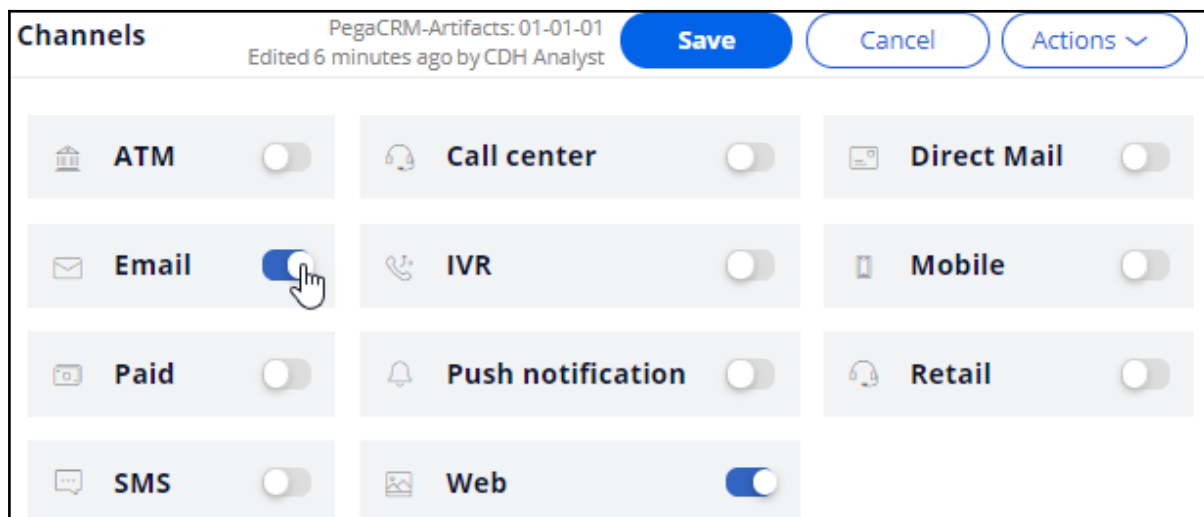 Channels
PegaCRM-Artifacts: 01-01-01
Edited 6 minutes ago by CDH Analyst
Save
Cancel
Actions
ATM
Call center
Direct Mail
Email
IVR
Mobile
Paid
Push notification
Retail
SMS
Web